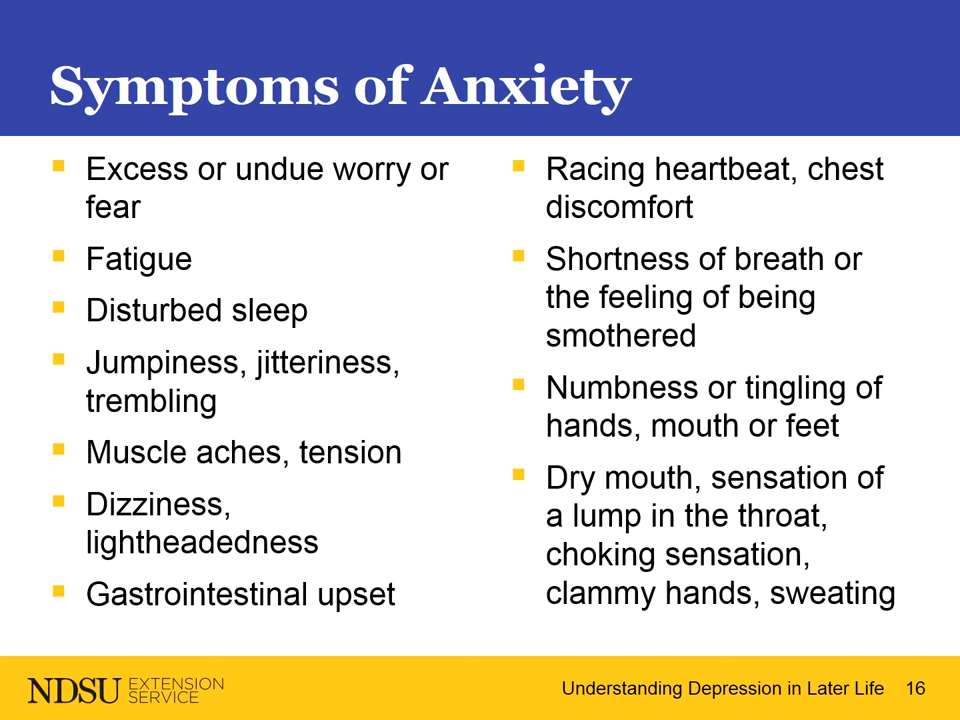 Symptoms of Anxiety
▪ Excess or undue worry or
fear
▪ Fatigue
▪ Disturbed sleep
▪ Jumpiness, jitteriness,
trembling
▪ Muscle aches, tension
▪ Dizziness,
lightheadedness
▪ Gastrointestinal upset
▪ Racing heartbeat, chest
discomfort
▪ Shortness of breath or
the feeling of being
smothered
▪ Numbness or tingling of
hands, mouth or feet
▪ Dry mouth, sensation of
a lump in the throat,
choking sensation,
clammy hands, sweating
NDSU EXTENSION
SERVICE
Understanding Depression in Later Life 16